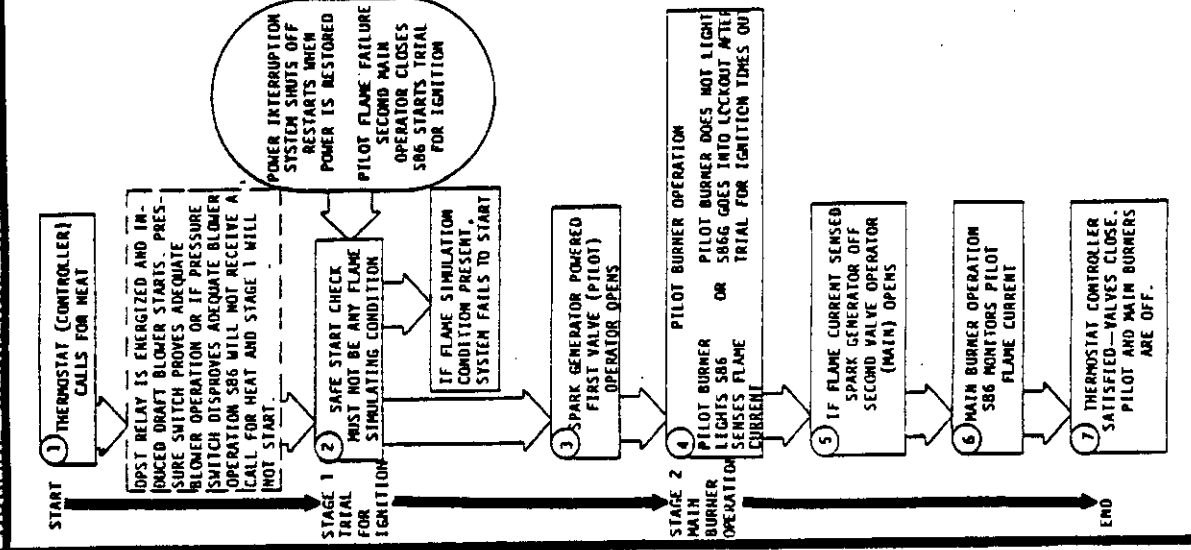 START
1 THERMOSTAT (CONTROLLER)
CALLS FOR HEAT
DPST RELAY IS ENERGIZED AND IN-
DUCED DRAFT BLOWER STARTS. PRES-
SURE SWITCH PROVES ADEQUATE
BLOWER OPERATION OR IF PRESSURE
SWITCH DISPROVES ADEQUATE BLOWER
OPERATION S86 WILL NOT RECEIVE A
CALL FOR HEAT AND STAGE 1 WILL
NOT START.
POWER INTERRUPTION
SYSTEM SHUTS OFF
RESTARTS WHEN
POWER IS RESTORED
PILOT FLAME FAILURE
SECOND MAIN
OPERATOR CLOSES
S86 STARTS TRIAL
FOR IGNITION
STAGE 1
TRIAL
FOR
IGNITION
2 SAFE START CHECK
MUST NOT BE ANY FLAME
SIMULATING CONDITION
IF FLAME SIMULATION
CONDITION PRESENT,
SYSTEM FAILS TO START
3 SPARK GENERATOR POWERED
FIRST VALVE (PILOT)
OPERATOR OPENS
STAGE 2
MAIN
BURNER
OPERATION
4 PILOT BURNER OPERATION
PILOT BURNER
LIGHTS S86
SENSES FLAME
CURRENT
OR
PILOT BURNER DOES NOT LIGHT
S86G GOES INTO LOCKOUT AFTER
TRIAL FOR IGNITION TIMES OUT
5 IF FLAME CURRENT SENSED
SPARK GENERATOR OFF
SECOND VALVE OPERATOR
(MAIN) OPENS
6 MAIN BURNER OPERATION
S86 MONITORS PILOT
FLAME CURRENT
7 THERMOSTAT CONTROLLER
SATISFIED—VALVES CLOSE.
PILOT AND MAIN BURNERS
ARE OFF.
END